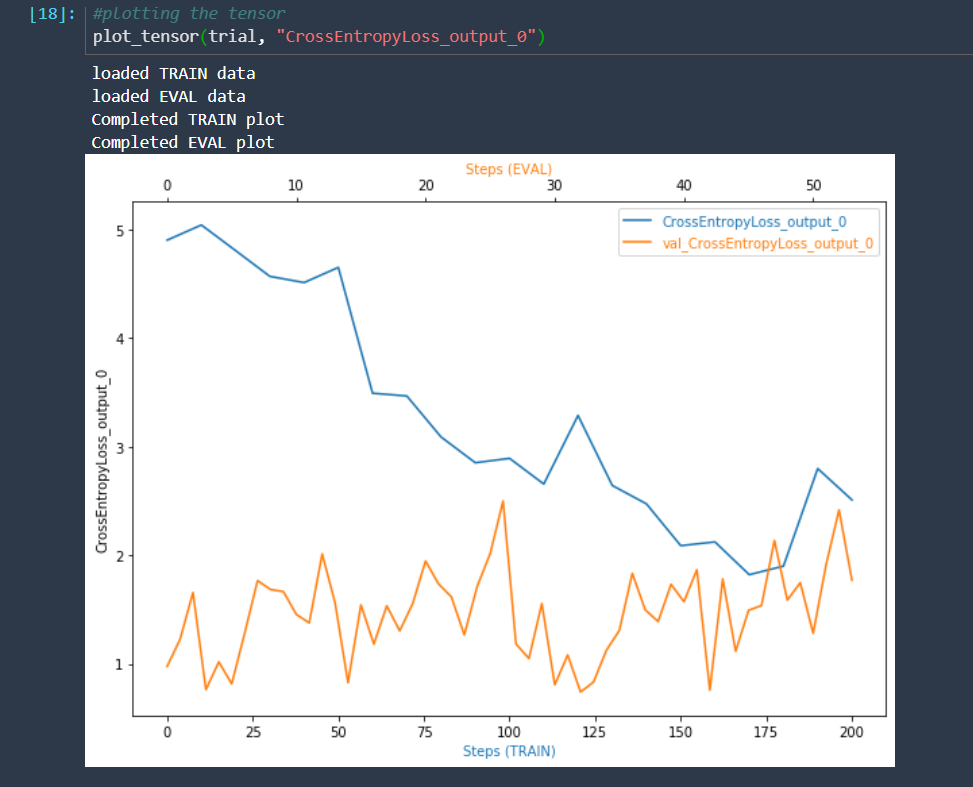 [18]: #plotting the tensor
plot_tensor(trial, "CrossEntropyLoss_output_0")
loaded TRAIN data
loaded EVAL data
Completed TRAIN plot
Completed EVAL plot
Steps (EVAL)
0 10 20 30 40 50
CrossEntropyLoss_output_0
val_CrossEntropyLoss_output_0
5
4
3
2
1
CrossEntropyLoss_output_0
0 25 50 75 100 125 150 175 200
Steps (TRAIN)